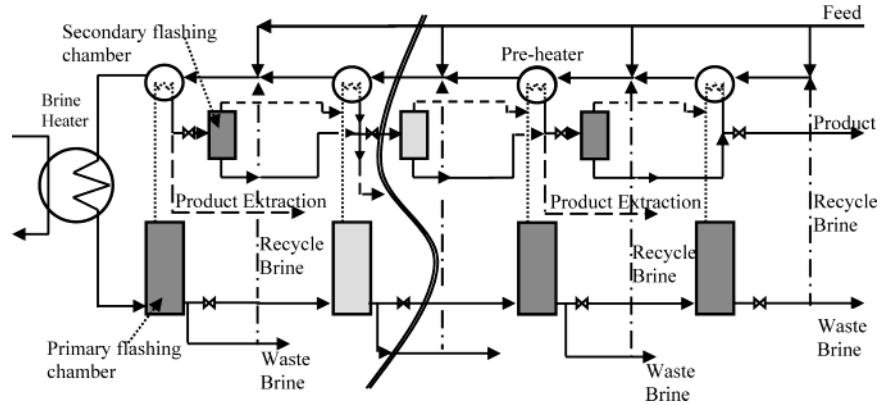 Feed
Secondary flashing
chamber
Pre-heater
Brine
Heater
Product
Product Extraction
Product Extraction
Recycle
Brine
Recycle
Brine
Recycle
Brine
Primary flashing
chamber
Waste
Brine
Waste
Brine
Waste
Brine